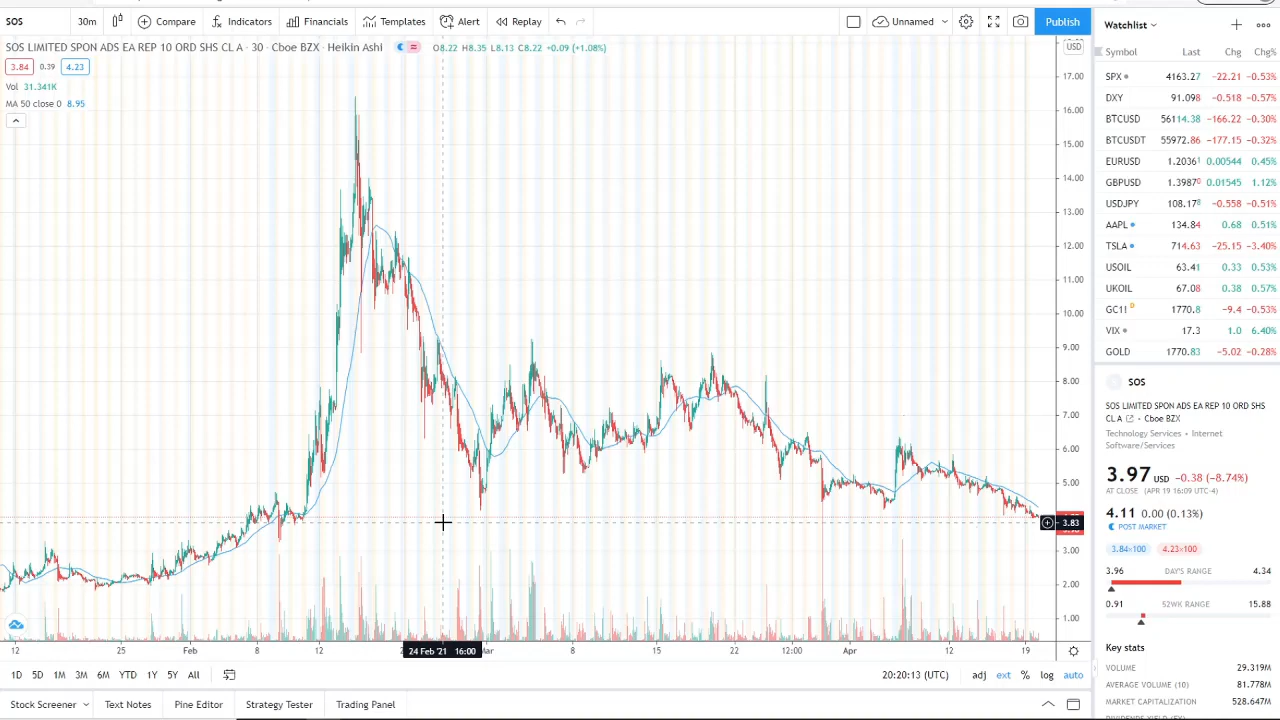 SOS 30m Compare Indicators Financials Templates Alert Replay Unnamed Publish
SOS LIMITED SPON ADS EA REP 10 ORD SHS CL A · 30 · Cboe BZX · Heikin Ashi O8.22 H8.35 L8.13 C8.22 +0.09 (+1.08%)
3.84 0.39 4.23
Vol 31.341K
MA 50 close 0 8.95
USD
17.00
16.00
15.00
14.00
13.00
12.00
11.00
10.00
9.00
8.00
7.00
6.00
5.00
3.83
3.00
2.00
1.00
12 25 Feb 8 12 24 Feb '21 16:00 Mar 8 15 22 12:00 Apr 12 19
1D 5D 1M 3M 6M YTD 1Y 5Y All 20:20:13 (UTC) adj ext % log auto
Stock Screener Text Notes Pine Editor Strategy Tester Trading Panel
Watchlist
Symbol Last Chg Chg%
SPX 4163.27 −22.21 −0.53%
DXY 91.098 −0.518 −0.57%
BTCUSD 56114.38 −166.22 −0.30%
BTCUSDT 55972.86 −177.15 −0.32%
EURUSD 1.2036¹ 0.00544 0.45%
GBPUSD 1.3987⁰ 0.01545 1.12%
USDJPY 108.17⁸ −0.558 −0.51%
AAPL 134.84 0.68 0.51%
TSLA 714.63 −25.15 −3.40%
USOIL 63.41 0.33 0.53%
UKOIL 67.08 0.38 0.57%
GC1! D 1770.8 −9.4 −0.53%
VIX 17.3 1.0 6.40%
GOLD 1770.83 −5.02 −0.28%
SOS
SOS LIMITED SPON ADS EA REP 10 ORD SHS
CL A · Cboe BZX
Technology Services · Internet
Software/Services
3.97 USD −0.38 (−8.74%)
AT CLOSE (APR 19 16:09 UTC-4)
4.11 0.00 (0.13%)
POST MARKET
3.84×100 4.23×100
3.96 DAY'S RANGE 4.34
0.91 52WK RANGE 15.88
Key stats
VOLUME 29.319M
AVERAGE VOLUME (10) 81.778M
MARKET CAPITALIZATION 528.647M